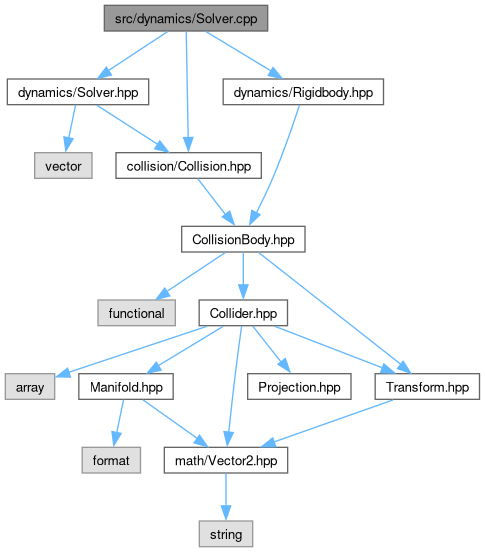 src/dynamics/Solver.cpp
dynamics/Solver.hpp
dynamics/Rigidbody.hpp
vector
collision/Collision.hpp
CollisionBody.hpp
functional
Collider.hpp
array
Manifold.hpp
Projection.hpp
Transform.hpp
format
math/Vector2.hpp
string